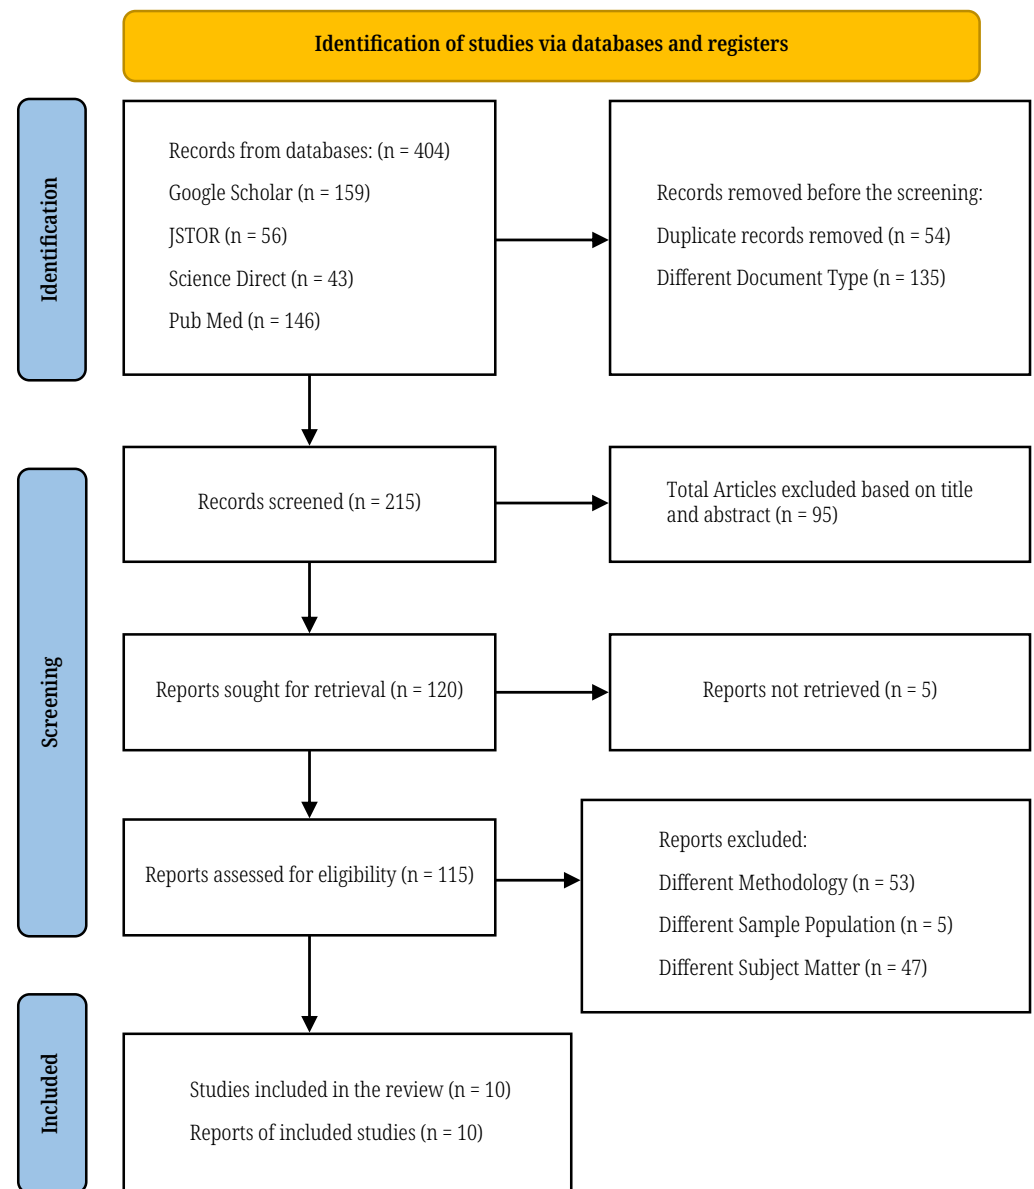 Identification of studies via databases and registers
Identification
Records from databases: (n = 404)
Google Scholar (n = 159)
JSTOR (n = 56)
Science Direct (n = 43)
Pub Med (n = 146)
Records removed before the screening:
Duplicate records removed (n = 54)
Different Document Type (n = 135)
Screening
Records screened (n = 215)
Total Articles excluded based on title
and abstract (n = 95)
Reports sought for retrieval (n = 120)
Reports not retrieved (n = 5)
Reports assessed for eligibility (n = 115)
Reports excluded:
Different Methodology (n = 53)
Different Sample Population (n = 5)
Different Subject Matter (n = 47)
Included
Studies included in the review (n = 10)
Reports of included studies (n = 10)